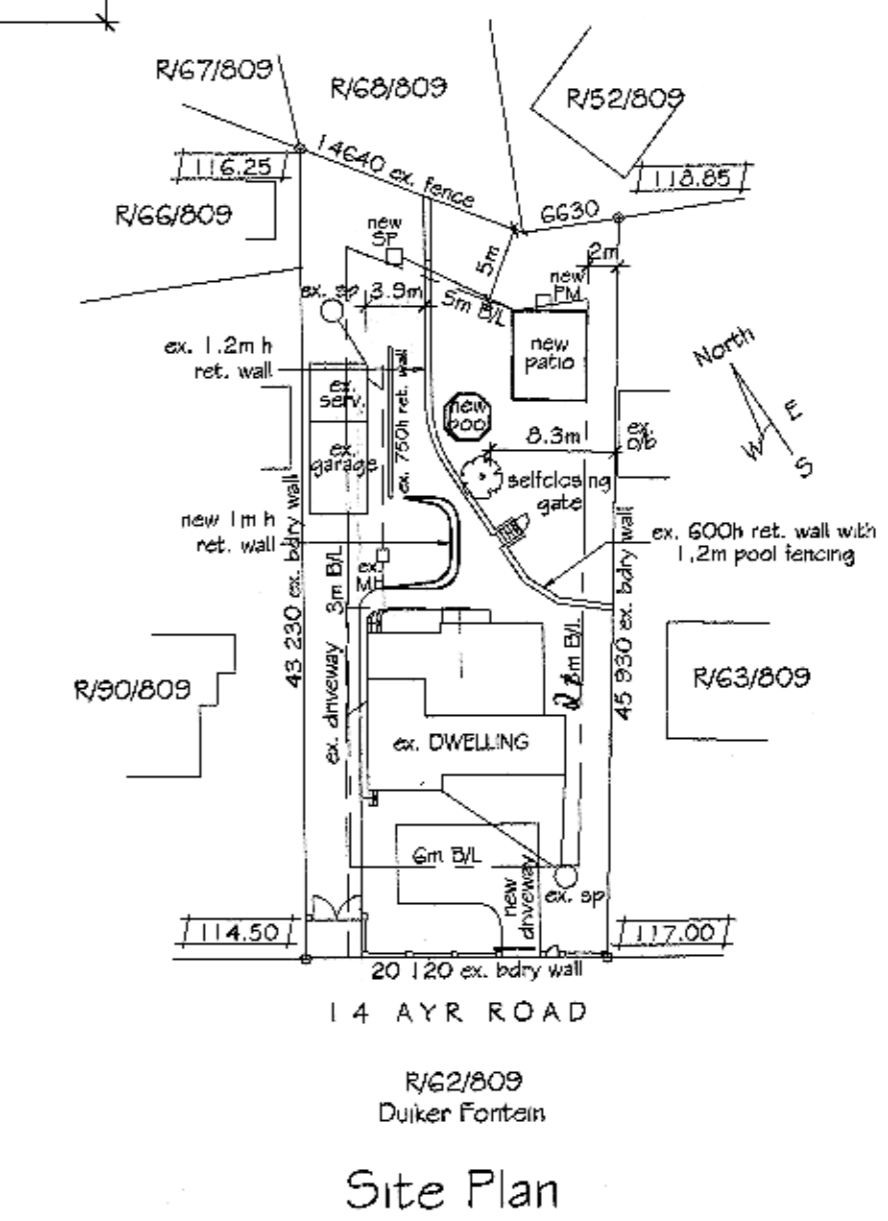 R/67/809
R/68/809
R/52/809
116.25
14640 ex. fence
118.85
R/66/809
6630
new
SP
2m
5m
new
PM
ex. sp
3.9m
5m B/L
North
ex. 1.2m h
ret. wall
new
patio
ex.
serv.
ex. 750h ret. wall
new
pool
E
W
S
8.3m
ex.
o/b
ex.
garage
selfclosing
gate
new 1m h
ret. wall
ex. 600h ret. wall with
1,2m pool fencing
43 230 ex. bdry wall
3m B/L
ex.
MH
45 930 ex. bdry wall
R/90/809
ex. driveway
m B/L
R/63/809
ex. DWELLING
6m B/L
new
driveway
ex. sp
114.50
117.00
20 120 ex. bdry wall
14 AYR ROAD
R/62/809
Duiker Fontein
Site Plan